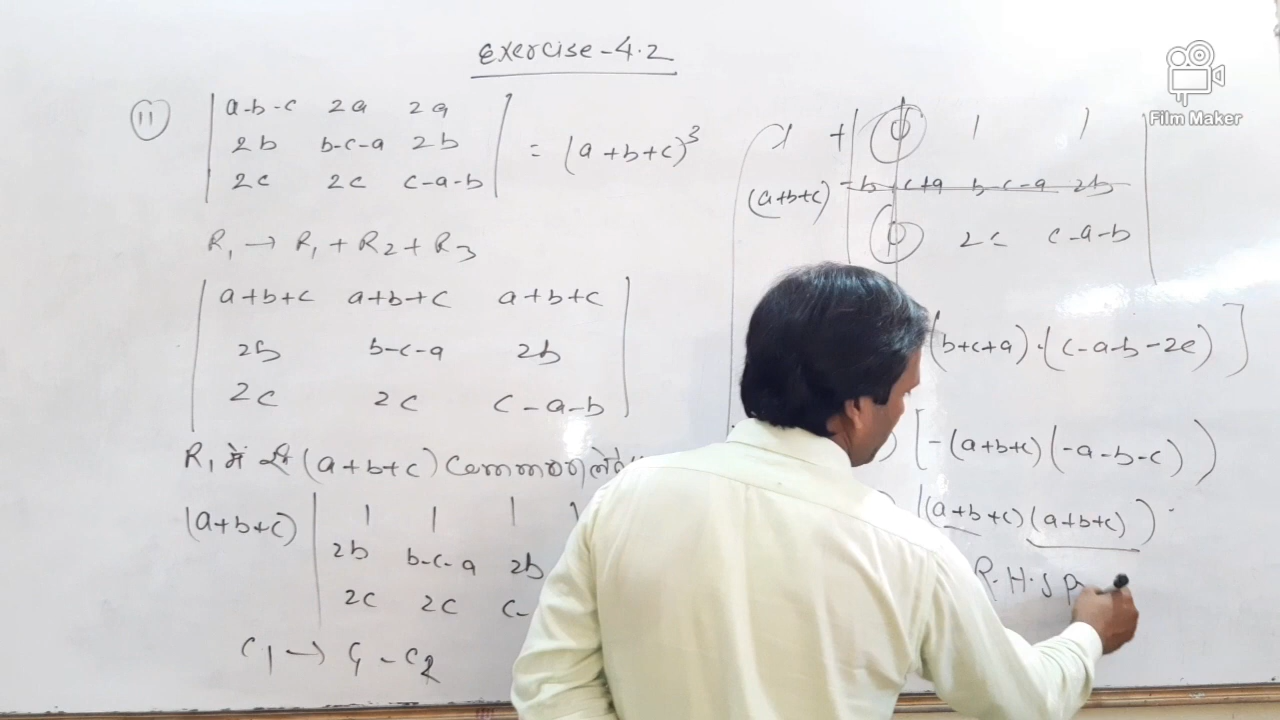 Exercise-4.2
(11) | a-b-c 2a 2a |
| 2b b-c-a 2b | = (a+b+c)³
| 2c 2c c-a-b |
R₁ → R₁ + R₂ + R₃
| a+b+c a+b+c a+b+c |
| 2b b-c-a 2b |
| 2c 2c c-a-b |
R₁ में से (a+b+c) Common
(a+b+c) | 1 1 1
2b b-c-a 2b
2c 2c c-
C₁ → C₁ - C₂
+ | 0 1 1 |
(a+b+c) - b+c+a b-c-a 2b
0 2c c-a-b
(b+c+a)·(c-a-b-2c)]
) [-(a+b+c)(-a-b-c))
((a+b+c)(a+b+c))
R.H.S p
Film Maker